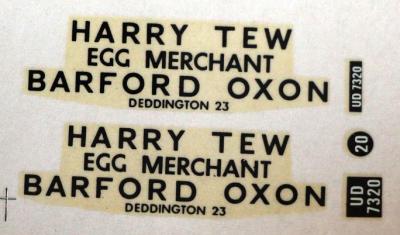 HARRY TEW
EGG MERCHANT
BARFORD OXON
DEDDINGTON 23
UD 7320
HARRY TEW
EGG MERCHANT
BARFORD OXON
DEDDINGTON 23
20
UD
7320